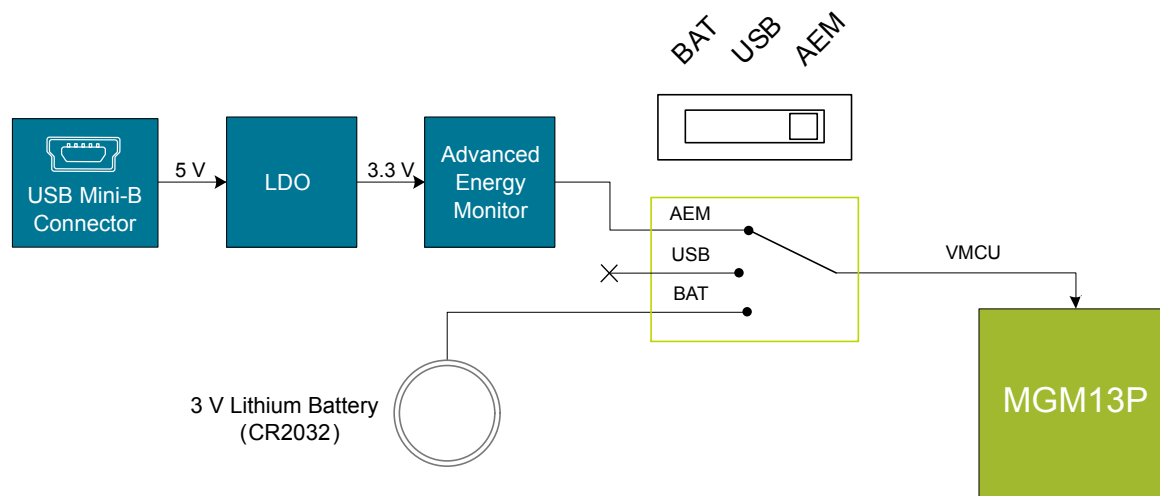 BAT
USB
AEM
USB Mini-B
Connector
5 V
LDO
3.3 V
Advanced
Energy
Monitor
AEM
USB
BAT
VMCU
3 V Lithium Battery
(CR2032)
MGM13P